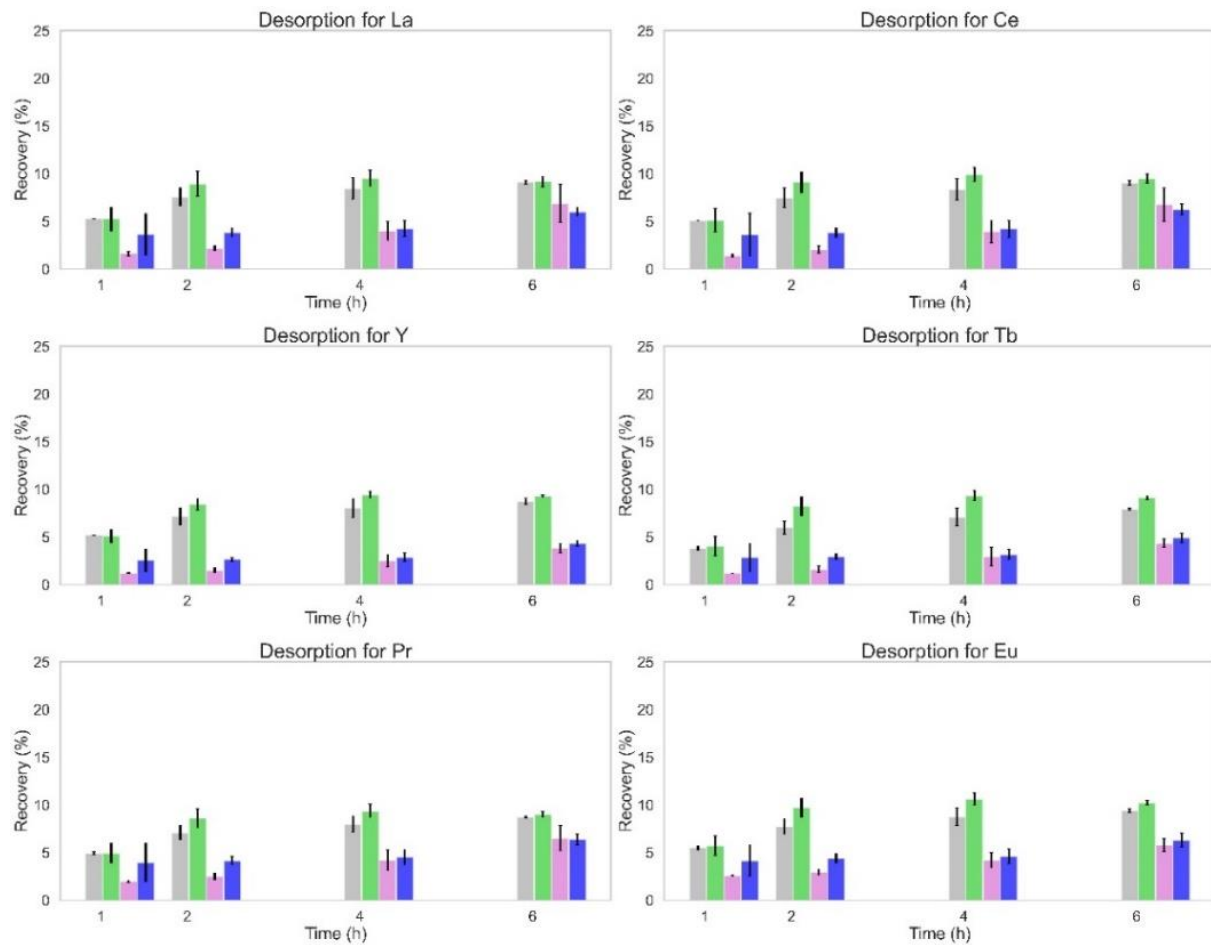 Desorption for La
25
20
15
10
5
0
Recovery (%)
1 2 4 6
Time (h)
Desorption for Ce
25
20
15
10
5
0
Recovery (%)
1 2 4 6
Time (h)
Desorption for Y
25
20
15
10
5
0
Recovery (%)
1 2 4 6
Time (h)
Desorption for Tb
25
20
15
10
5
0
Recovery (%)
1 2 4 6
Time (h)
Desorption for Pr
25
20
15
10
5
0
Recovery (%)
1 2 4 6
Time (h)
Desorption for Eu
25
20
15
10
5
0
Recovery (%)
1 2 4 6
Time (h)